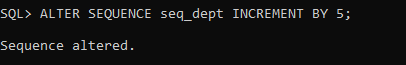 SQL> ALTER SEQUENCE seq_dept INCREMENT BY 5;
Sequence altered.